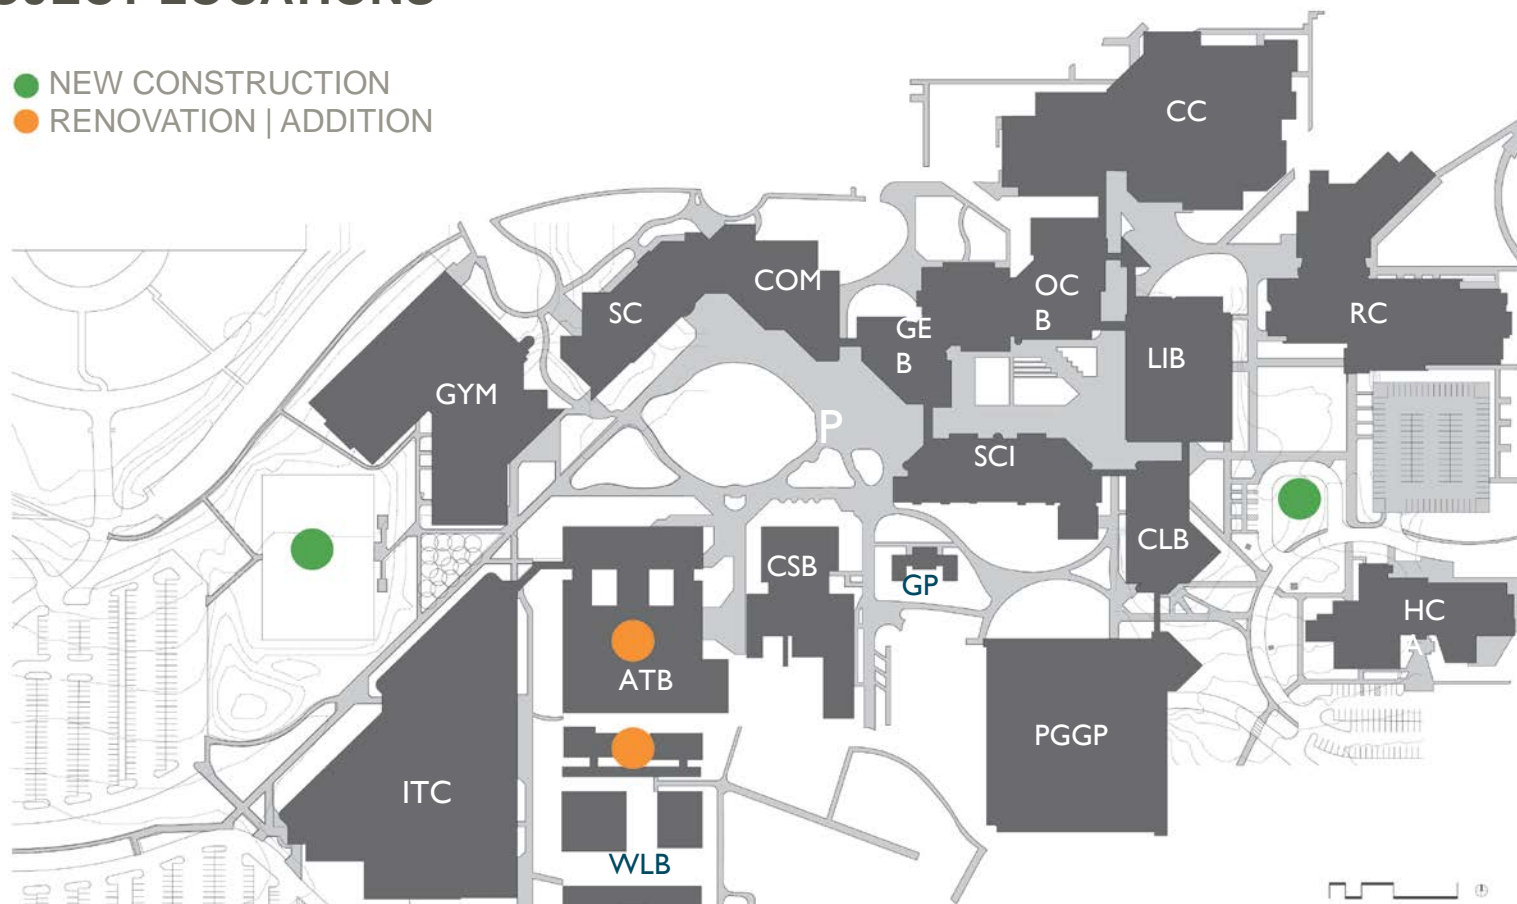 LOCATIONS
NEW CONSTRUCTION
RENOVATION | ADDITION
CC
COM
SC
OC
B
GE
B
RC
LIB
GYM
P
SCI
CLB
CSB
GP
HC
A
ATB
PGGP
ITC
WLB